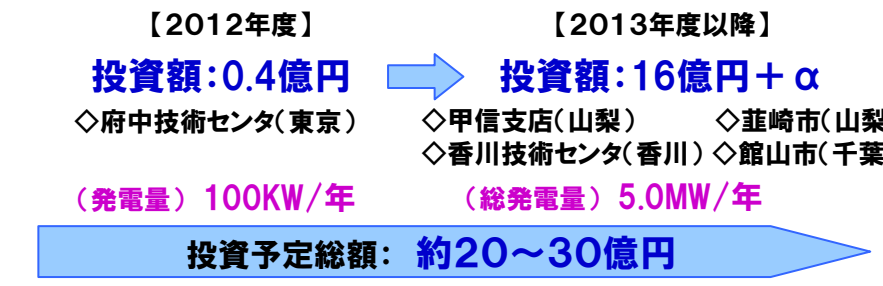 【2012年度】 【2013年度以降】
投資額：0.4億円 投資額：16億円＋α
◇府中技術センタ（東京） ◇甲信支店（山梨） ◇韮崎市（山梨
◇香川技術センタ（香川） ◇館山市（千葉
（発電量）100KW/年 （総発電量）5.0MW/年
投資予定総額： 約20～30億円